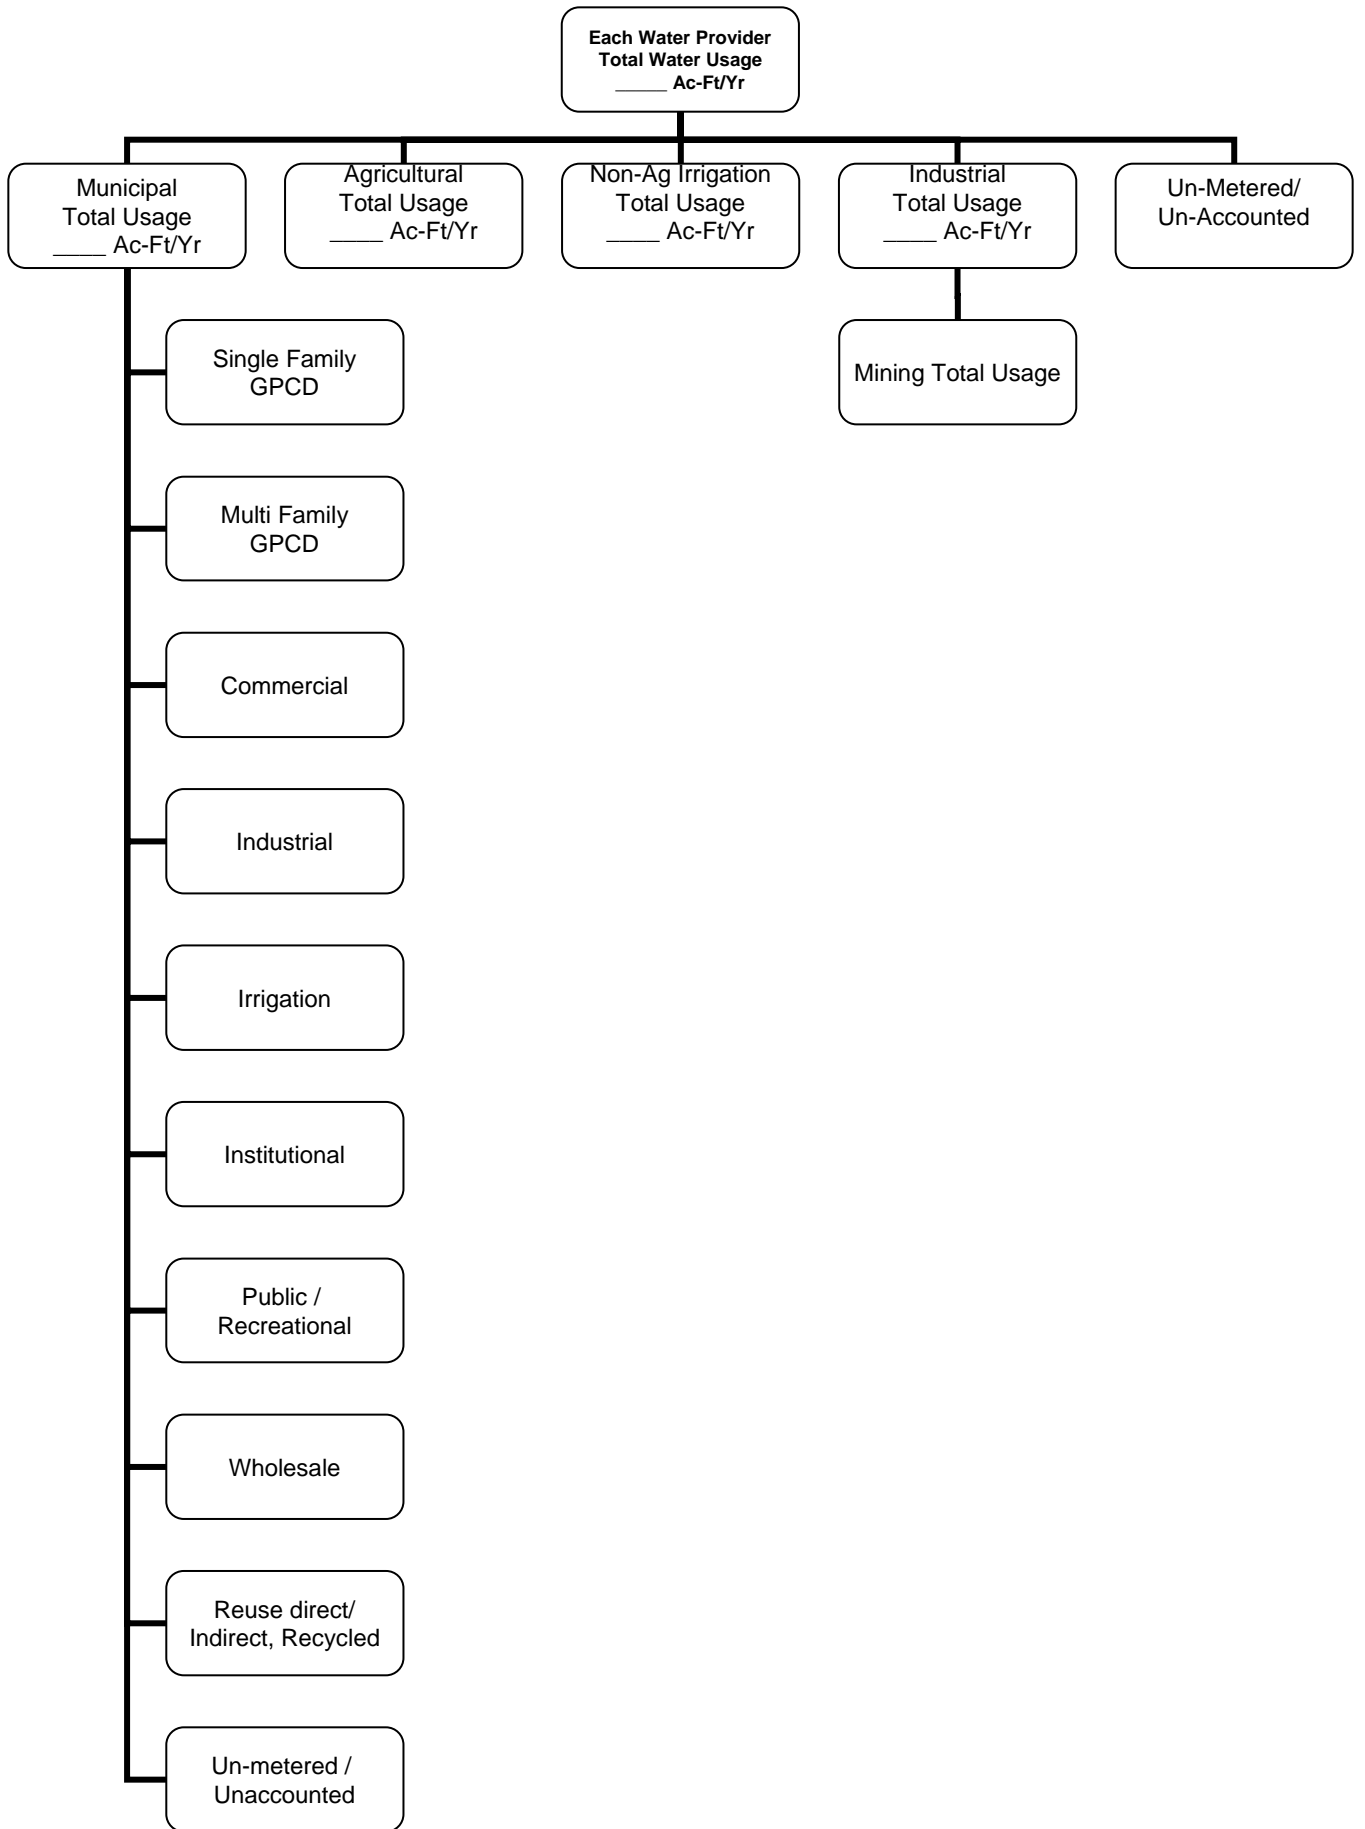 Each Water Provider
Total Water Usage
_____ Ac-Ft/Yr
Municipal
Total Usage
____ Ac-Ft/Yr
Agricultural
Total Usage
____ Ac-Ft/Yr
Non-Ag Irrigation
Total Usage
____ Ac-Ft/Yr
Industrial
Total Usage
____ Ac-Ft/Yr
Un-Metered/
Un-Accounted
Single Family
GPCD
Mining Total Usage
Multi Family
GPCD
Commercial
Industrial
Irrigation
Institutional
Public /
Recreational
Wholesale
Reuse direct/
Indirect, Recycled
Un-metered /
Unaccounted